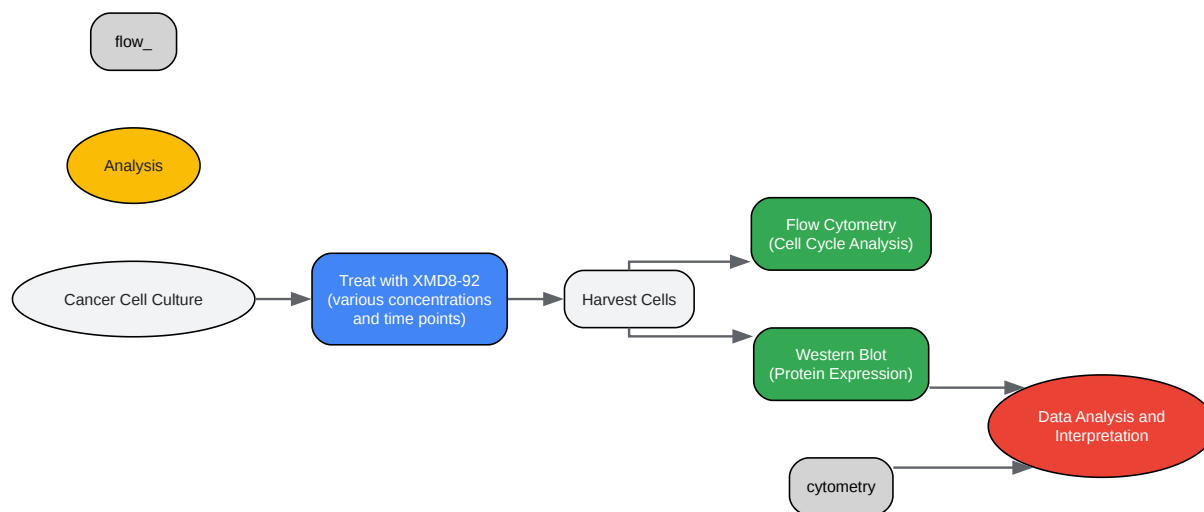 flow_
Analysis
Cancer Cell Culture
Treat with XMD8-92
(various concentrations
and time points)
Harvest Cells
Flow Cytometry
(Cell Cycle Analysis)
Western Blot
(Protein Expression)
Data Analysis and
Interpretation
cytometry